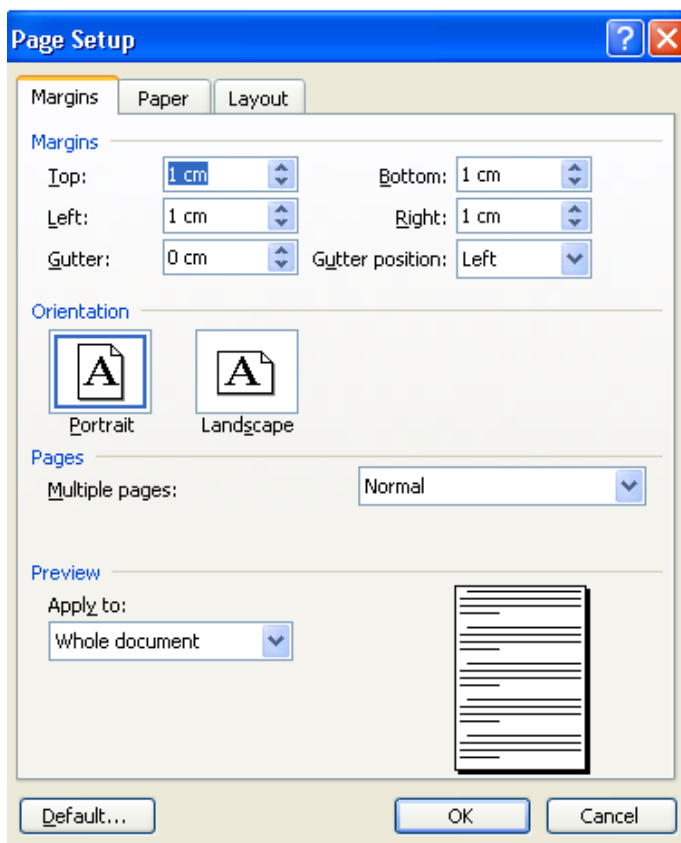 Page Setup
Margins Paper Layout
Margins
Top: 1 cm Bottom: 1 cm
Left: 1 cm Right: 1 cm
Gutter: 0 cm Gutter position: Left
Orientation
A A
Portrait Landscape
Pages
Multiple pages: Normal
Preview
Apply to:
Whole document
Default... OK Cancel